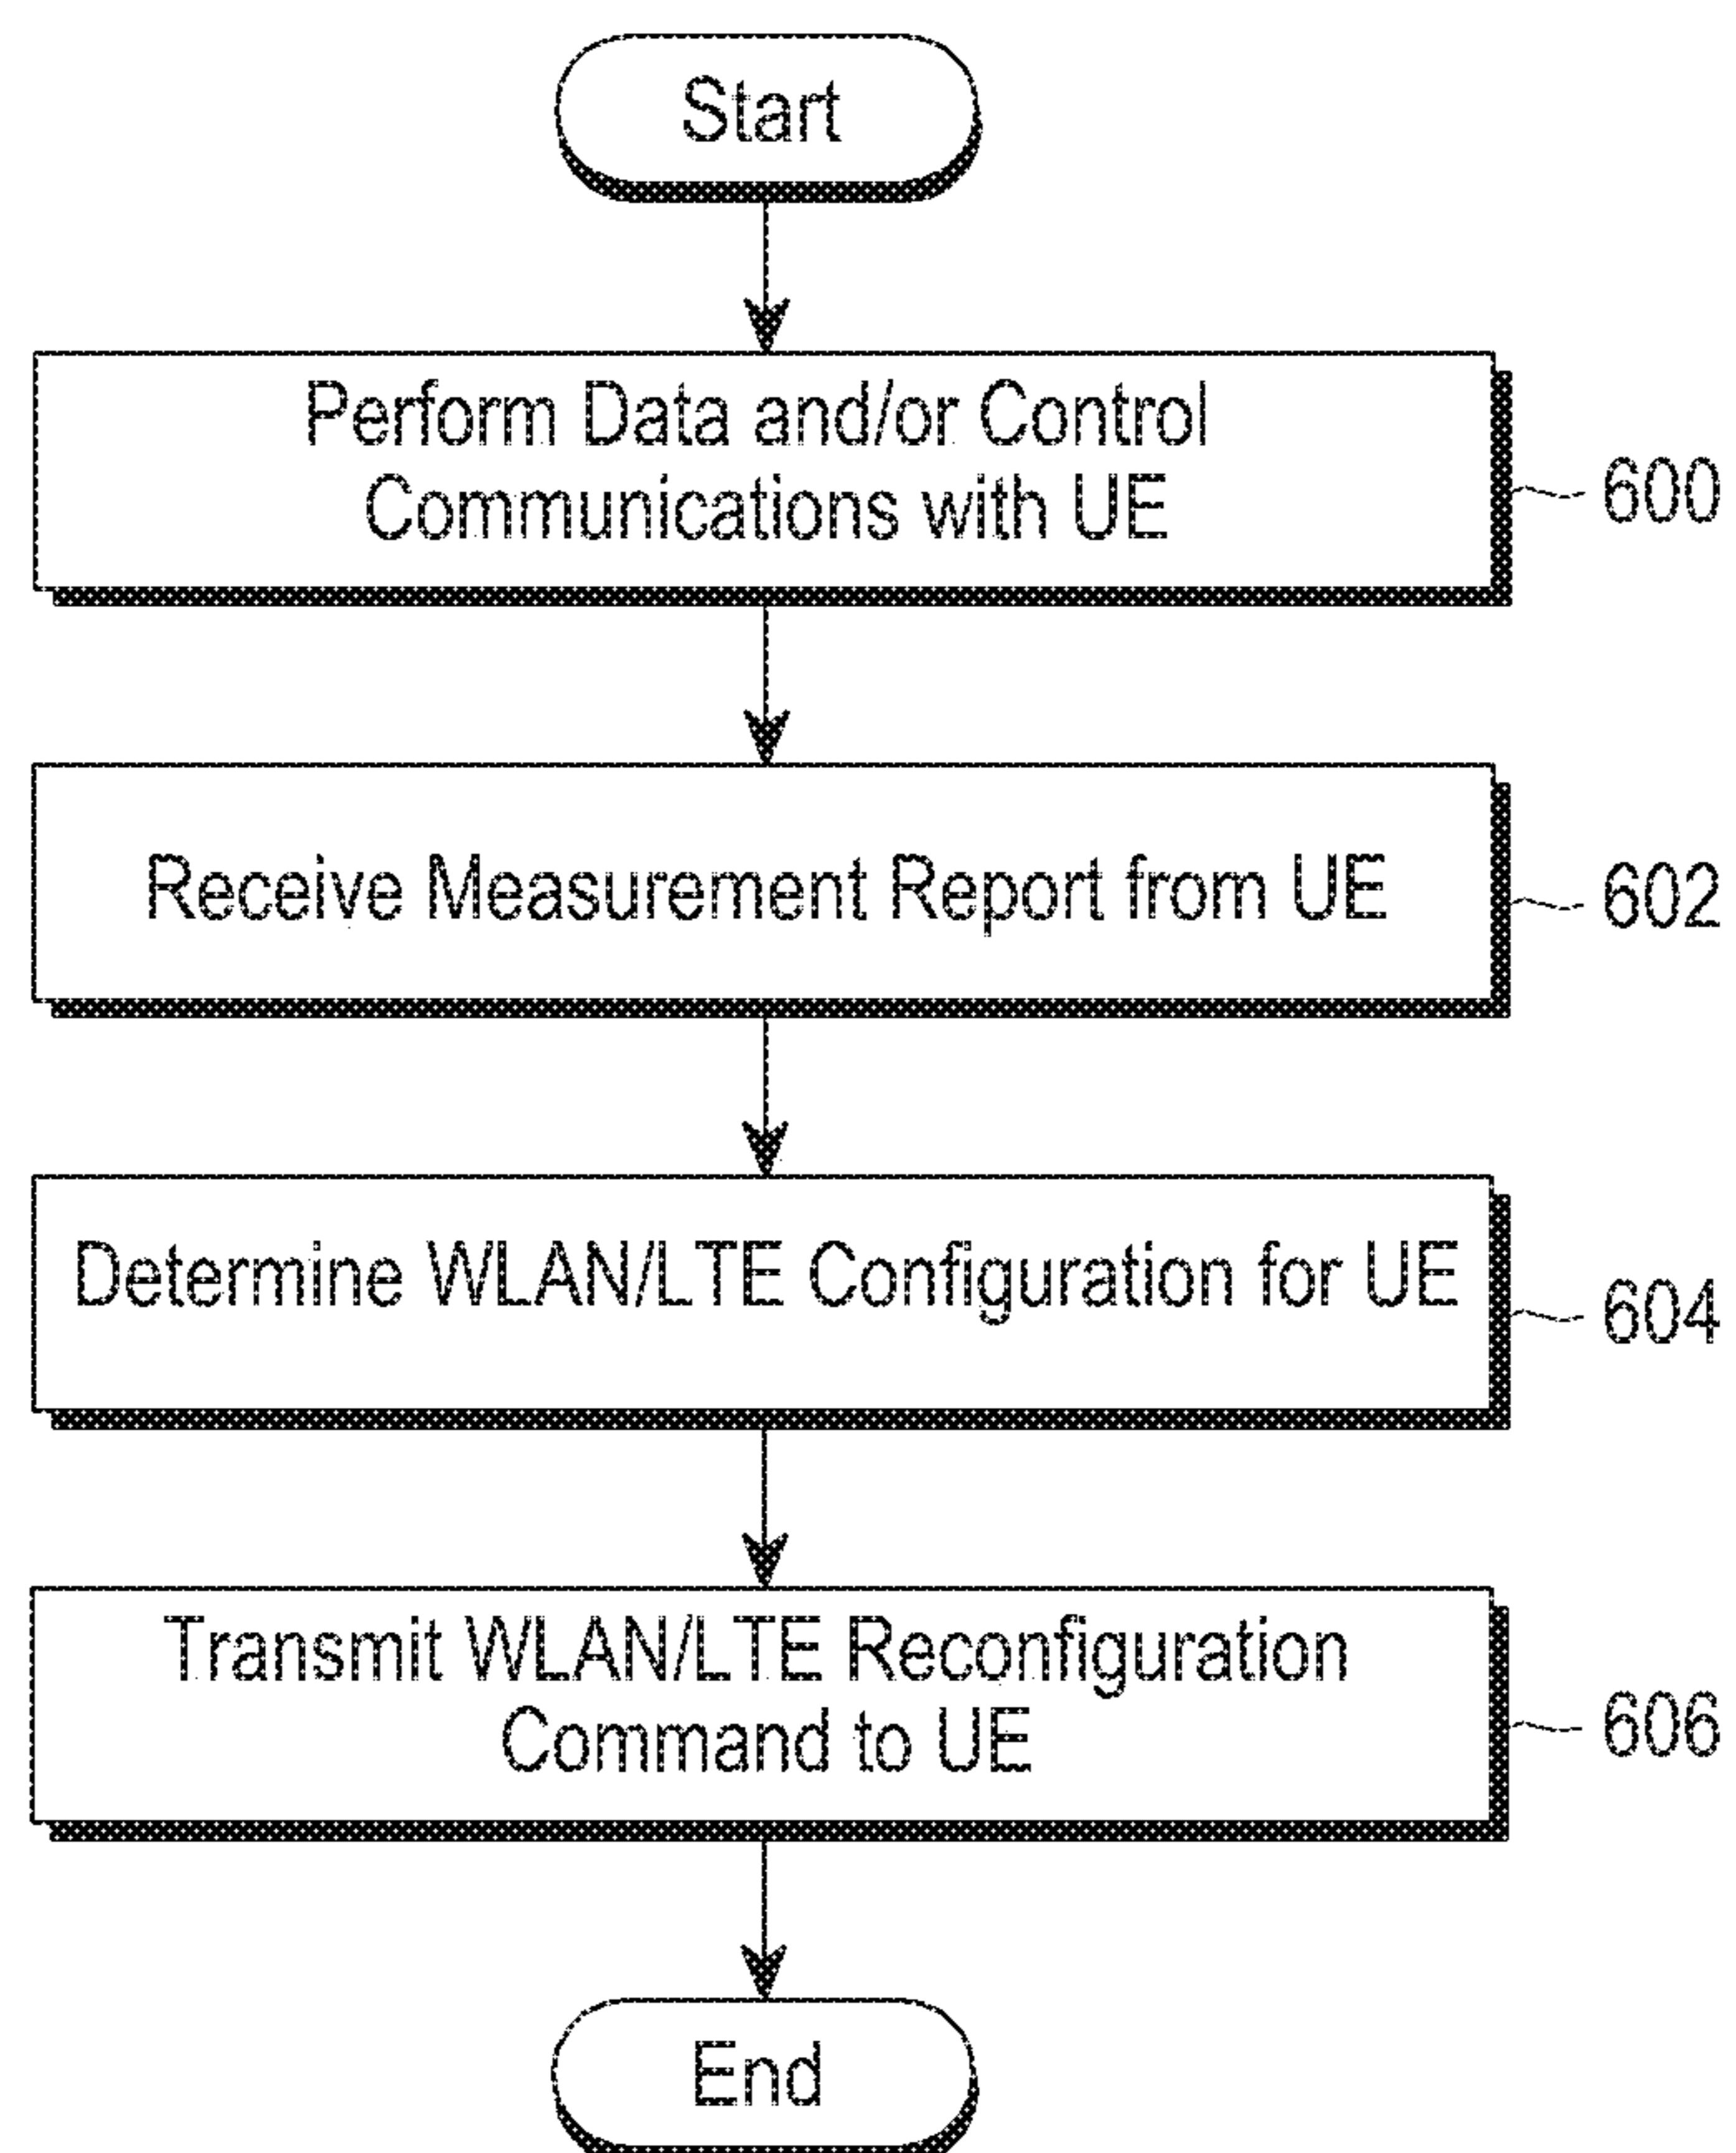 Start
Perform Data and/or Control
Communications with UE
600
Receive Measurement Report from UE
602
Determine WLAN/LTE Configuration for UE
604
Transmit WLAN/LTE Reconfiguration
Command to UE
606
End